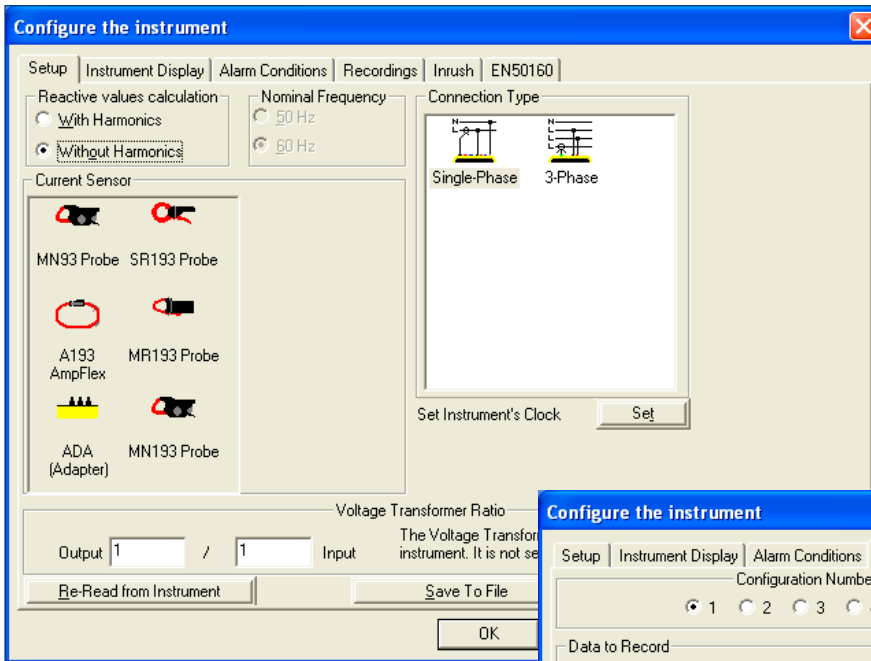 Configure the instrument
Setup Instrument Display Alarm Conditions Recordings Inrush EN50160
Reactive values calculation
With Harmonics
Without Harmonics
Nominal Frequency
50 Hz
60 Hz
Connection Type
N
L
Single-Phase
N
L
L
L
3-Phase
Current Sensor
MN93 Probe SR193 Probe
A193
AmpFlex
MR193 Probe
ADA
(Adapter)
MN193 Probe
Set Instrument's Clock Set
Voltage Transformer Ratio
Output 1 / 1 Input
The Voltage Transfor
instrument. It is not se
Re-Read from Instrument Save To File
OK
Configure the instrument
Setup Instrument Display Alarm Conditions
Configuration Numbe
1 2 3
Data to Record